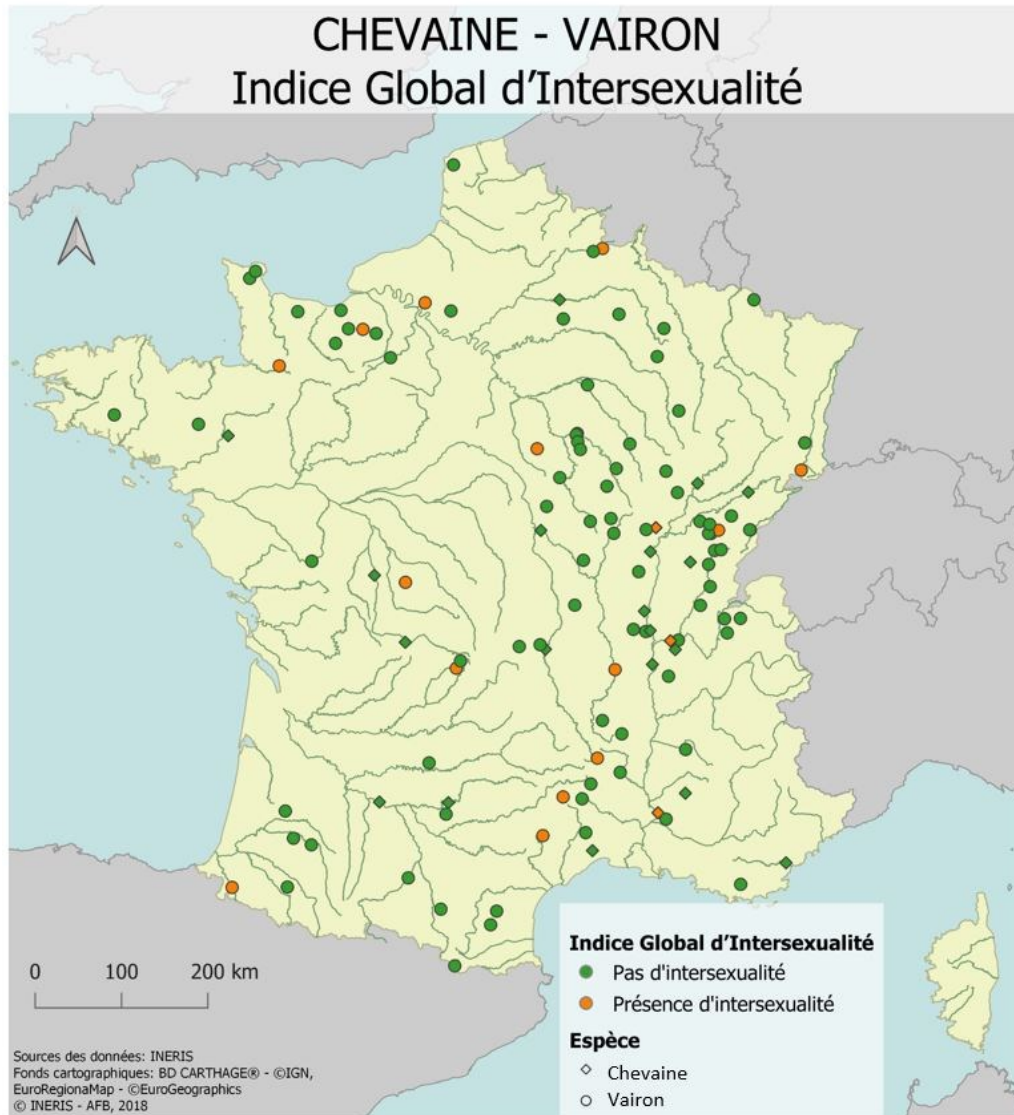 CHEVAINE - VAIRON
Indice Global d'Intersexualité
Indice Global d'Intersexualité
Pas d'intersexualité
Présence d'intersexualité
Espèce
Chevaine
Vairon
0 100 200 km
Sources des données: INERIS
Fonds cartographiques: BD CARTHAGE® - ©IGN,
EuroRegionaMap - ©EuroGeographics
© INERIS - AFB, 2018